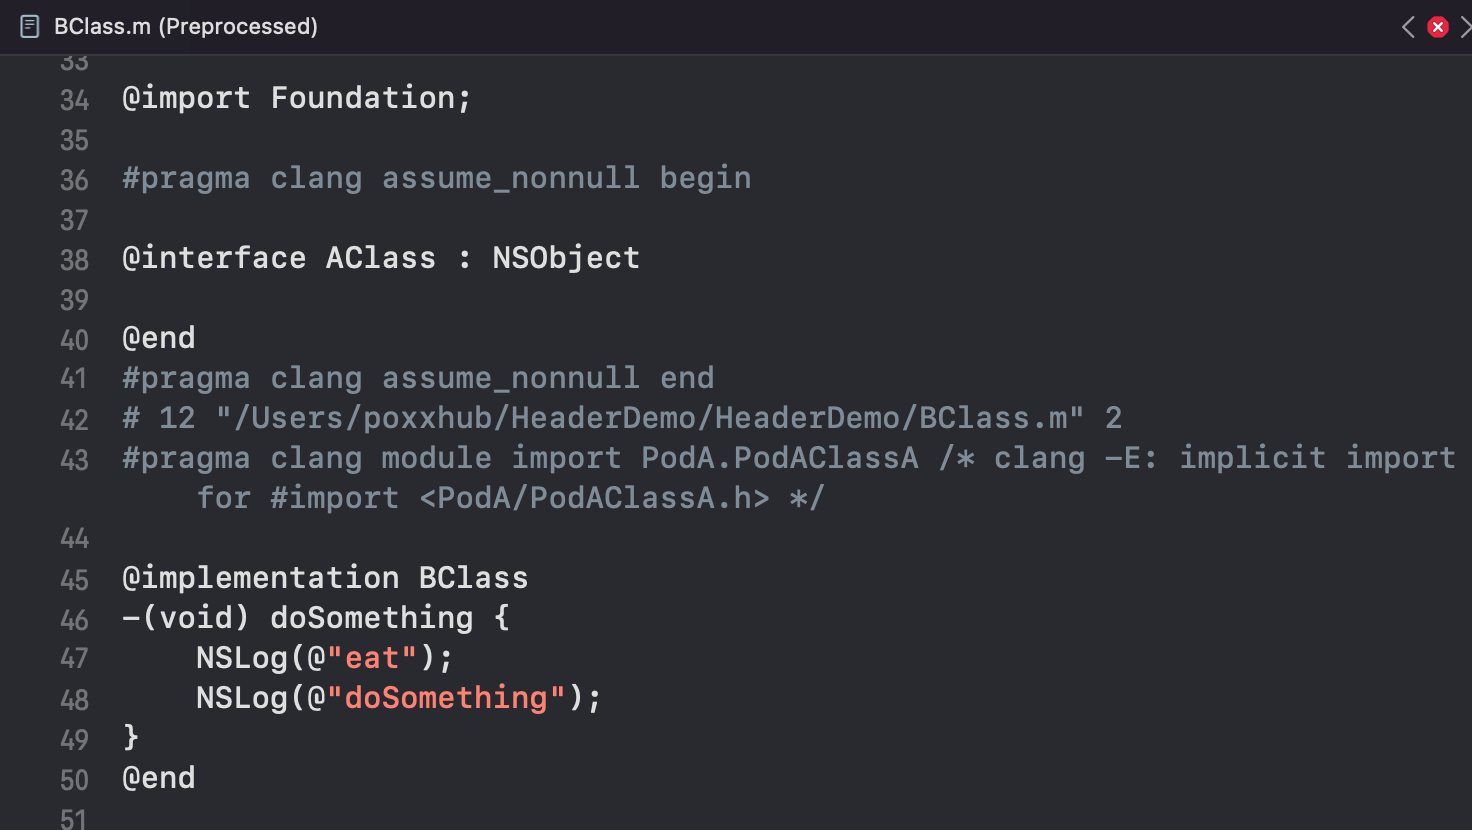 BClass.m (Preprocessed)
33
34 @import Foundation;
35
36 #pragma clang assume_nonnull begin
37
38 @interface AClass : NSObject
39
40 @end
41 #pragma clang assume_nonnull end
42 # 12 "/Users/poxxhub/HeaderDemo/HeaderDemo/BClass.m" 2
43 #pragma clang module import PodA.PodAClassA /* clang -E: implicit import
for #import <PodA/PodAClassA.h> */
44
45 @implementation BClass
46 -(void) doSomething {
47 NSLog(@"eat");
48 NSLog(@"doSomething");
49 }
50 @end
51